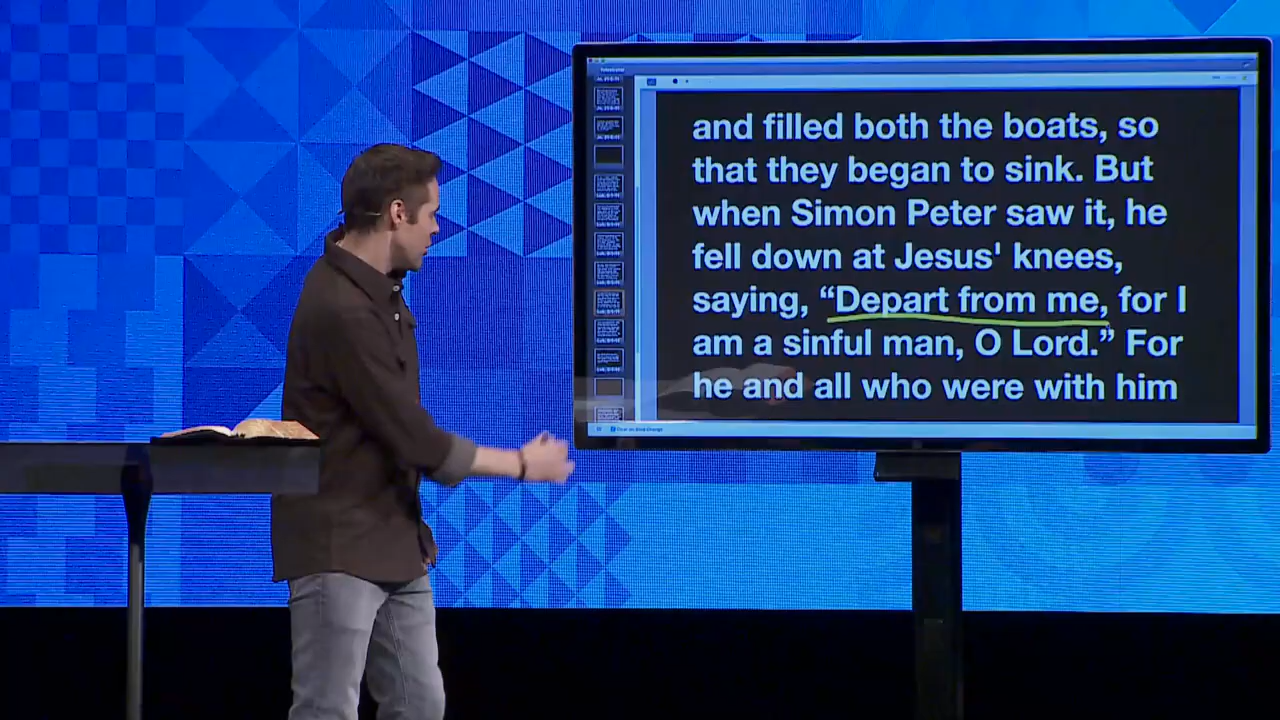 and filled both the boats, so
that they began to sink. But
when Simon Peter saw it, he
fell down at Jesus' knees,
saying, “Depart from me, for I
am a sinful man, O Lord.” For
he and all who were with him